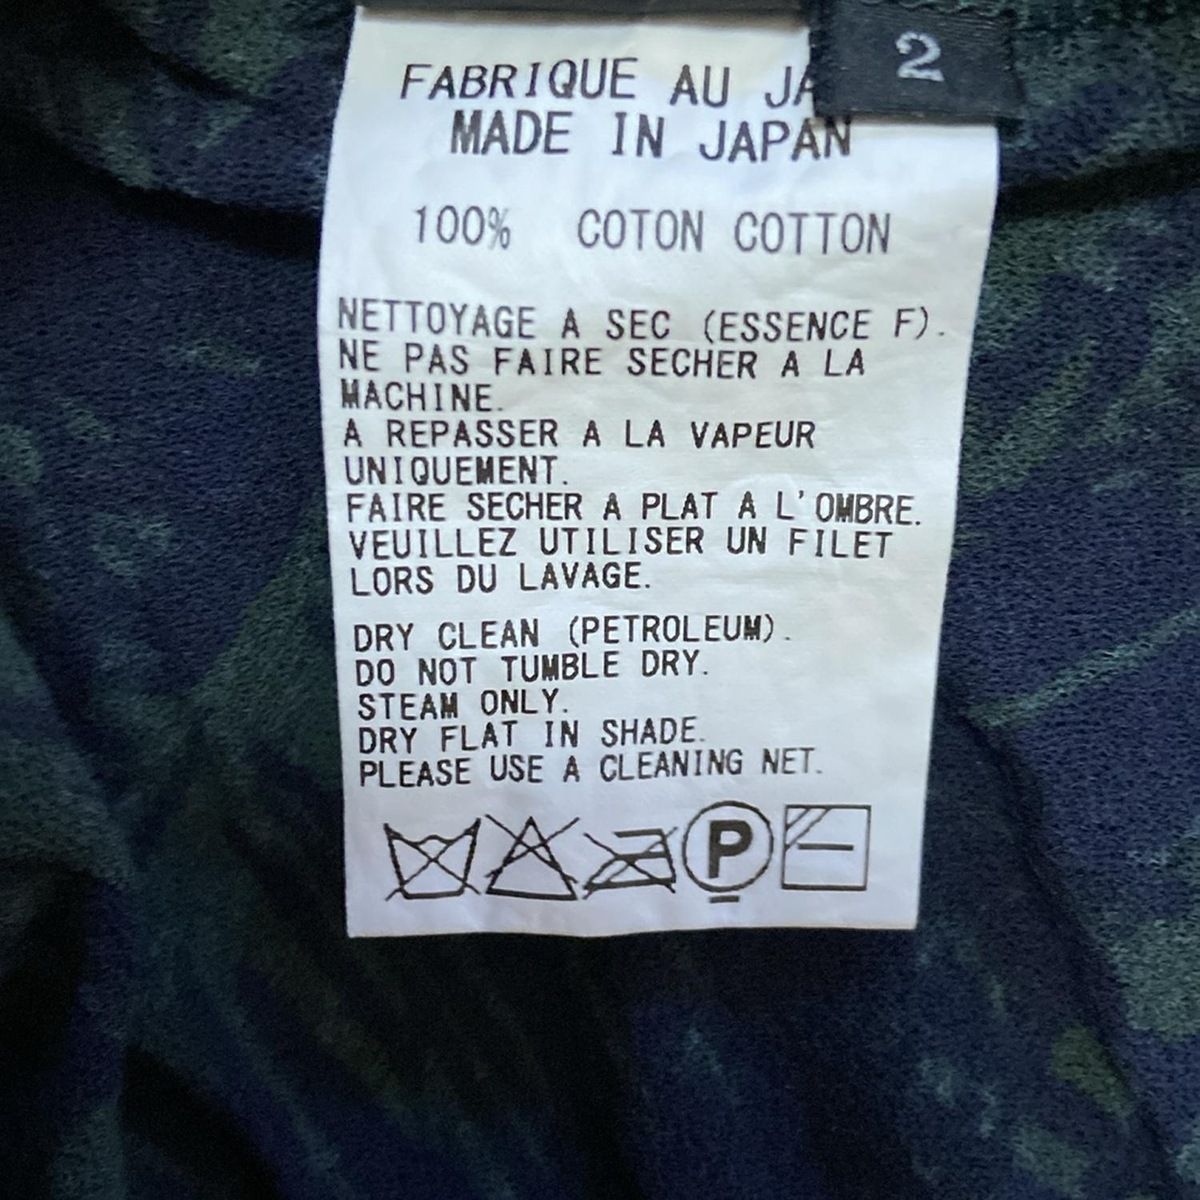 2
FABRIQUE AU
MADE IN JAPAN
100% COTON COTTON
NETTOYAGE A SEC (ESSENCE F).
NE PAS FAIRE SECHER A LA
MACHINE.
A REPASSER A LA VAPEUR
UNIQUEMENT.
FAIRE SECHER A PLAT A L'OMBRE.
VEUILLEZ UTILISER UN FILET
LORS DU LAVAGE.
DRY CLEAN (PETROLEUM).
DO NOT TUMBLE DRY.
STEAM ONLY.
DRY FLAT IN SHADE.
PLEASE USE A CLEANING NET.
P